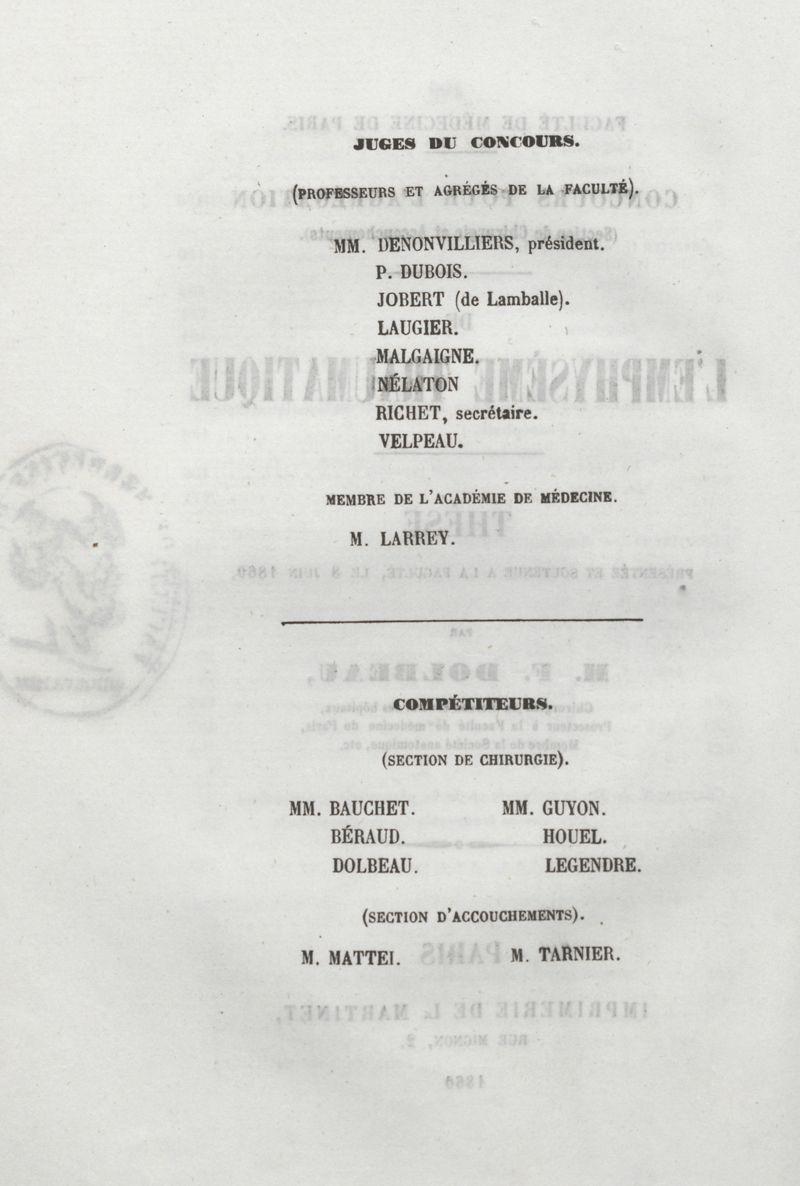 JUGES DU CONCOURS.
(PROFESSEURS ET AGRÉGÉS DE LA FACULTÉ).
MM. DENONVILLIERS, président.
P. DUBOIS.
JOBERT (de Lamballe).
LAUGIER.
MALGAIGNE.
NÉLATON
RICHET, secrétaire.
VELPEAU.
MEMBRE DE L'ACADÉMIE DE MÉDECINE.
M. LARREY.
COMPÉTITEURS.
(SECTION DE CHIRURGIE).
MM. BAUCHET. MM. GUYON.
BÉRAUD. HOUEL.
DOLBEAU. LEGENDRE.
(SECTION D'ACCOUCHEMENTS).
M. MATTEI. M. TARNIER.